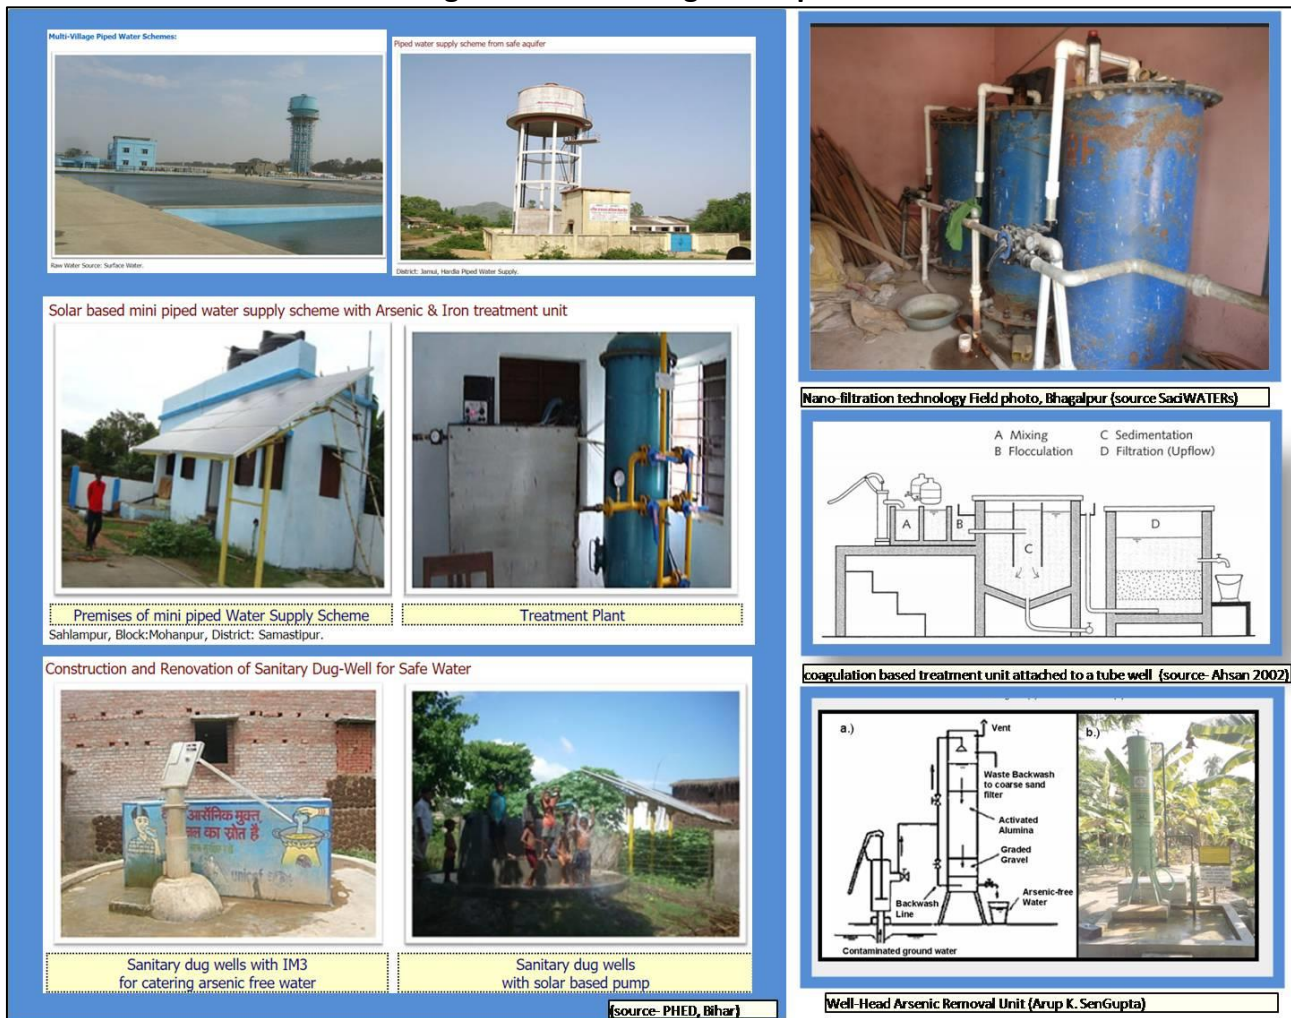 Multi-Village Piped Water Schemes:
Raw Water Source: Surface Water.
Piped water supply scheme from safe aquifer
District: Jamui, Hardia Piped Water Supply.
Solar based mini piped water supply scheme with Arsenic & Iron treatment unit
Premises of mini piped Water Supply Scheme
Treatment Plant
Sahlampur, Block:Mohanpur, District: Samastipur.
Construction and Renovation of Sanitary Dug-Well for Safe Water
आर्सेनिक मुक्त,
जल का स्रोत है
unicef
Sanitary dug wells with IM3
for catering arsenic free water
Sanitary dug wells
with solar based pump
(source- PHED, Bihar)
Nano-filtration technology Field photo, Bhagalpur (source SaciWATERs)
A Mixing
B Flocculation
C Sedimentation
D Filtration (Upflow)
A
B
C
D
coagulation based treatment unit attached to a tube well (source- Ahsan 2002)
a.)
Vent
Waste Backwash
to coarse sand
filter
Activated
Alumina
Graded
Gravel
Backwash
Line
Arsenic-free
Water
Contaminated ground water
b.)
Well-Head Arsenic Removal Unit (Arup K. SenGupta)